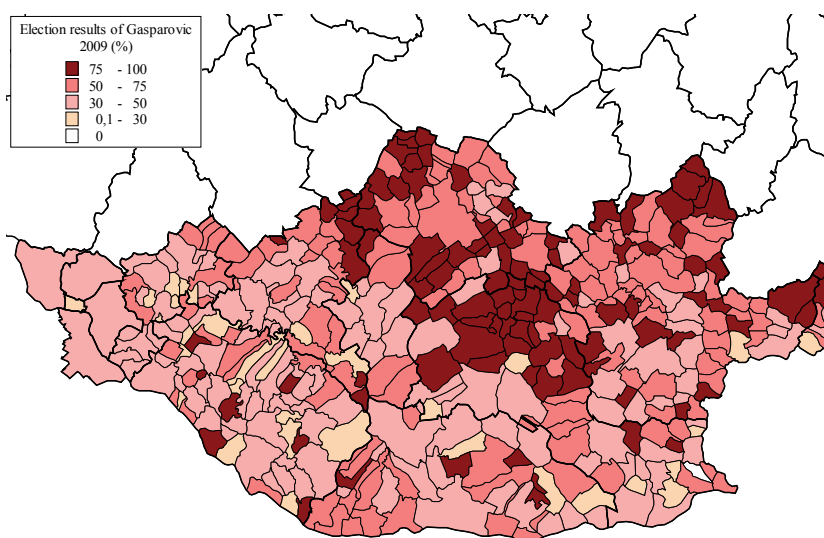 Election results of Gasparovic
2009 (%)
75 - 100
50 - 75
30 - 50
0,1 - 30
0